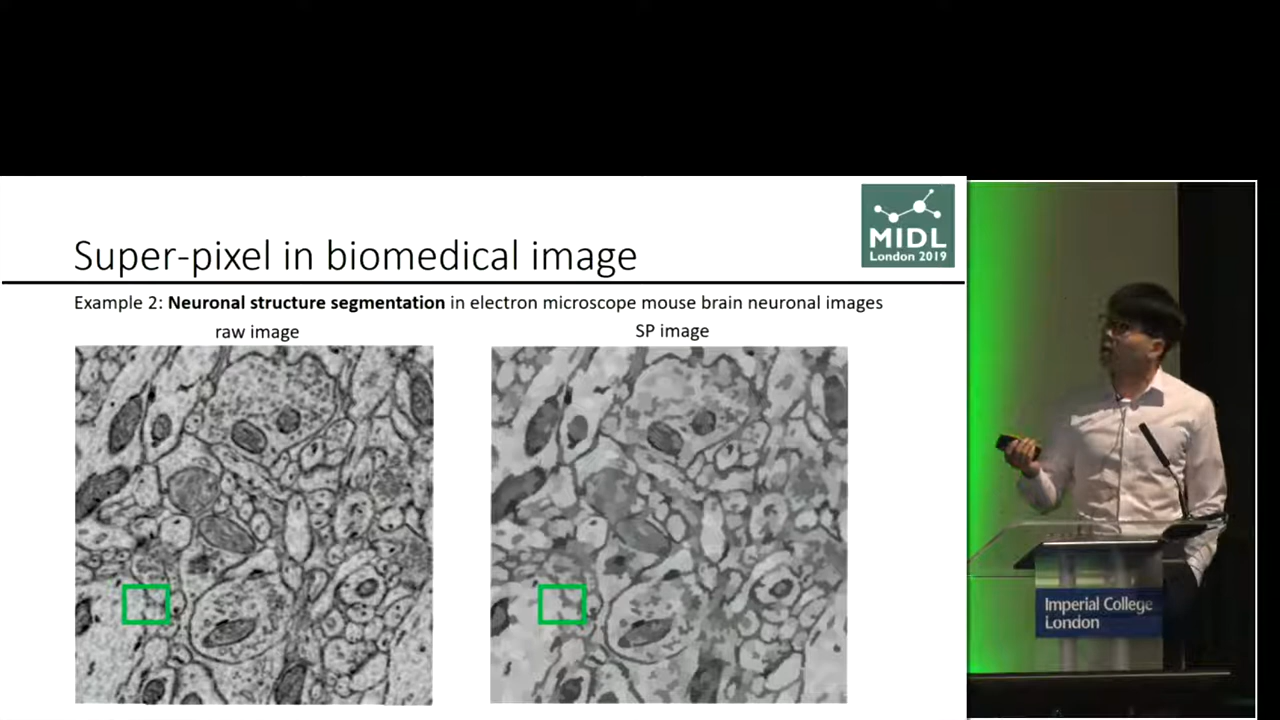 MIDL
London 2019
Super-pixel in biomedical image
Example 2: Neuronal structure segmentation in electron microscope mouse brain neuronal images
raw image
SP image
Imperial College
London